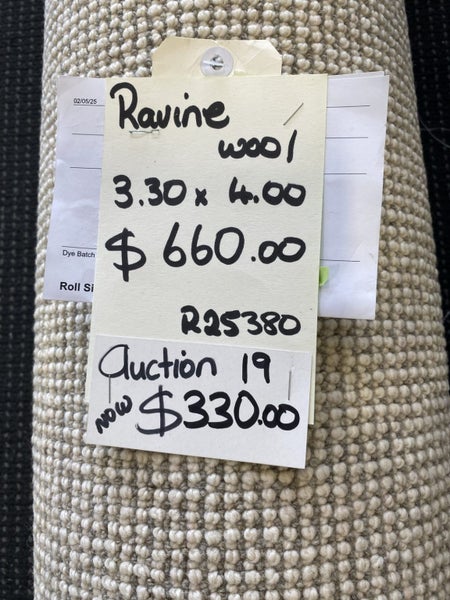 02/05/25
Ravine
wool
3.30 x 4.00
$660.00
Dye Batch
Roll Si
R25380
Auction 19
NOW $330.00